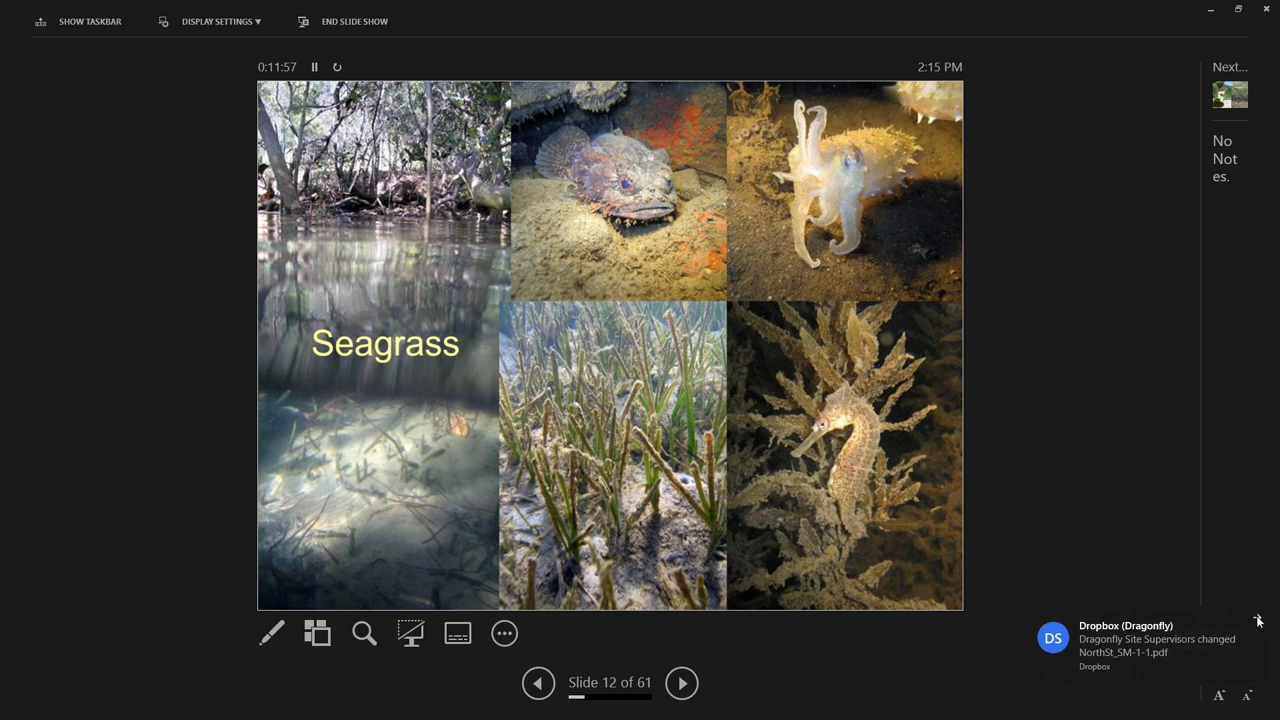 SHOW TASKBAR
DISPLAY SETTINGS ▼
END SLIDE SHOW
0:11:57
2:15 PM
Next...
No
Not
es.
Seagrass
DS
Dropbox (Dragonfly)
Dragonfly Site Supervisors changed
NorthSt_SM-1-1.pdf
Dropbox
Slide 12 of 61
A A